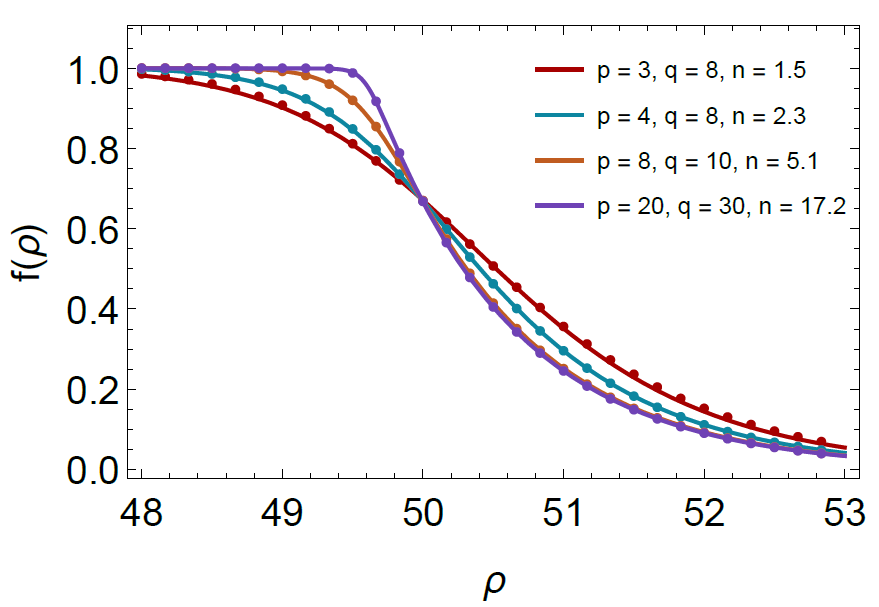 1.0
0.8
0.6
0.4
0.2
0.0
f(ρ)
p = 3, q = 8, n = 1.5
p = 4, q = 8, n = 2.3
p = 8, q = 10, n = 5.1
p = 20, q = 30, n = 17.2
48 49 50 51 52 53
ρ